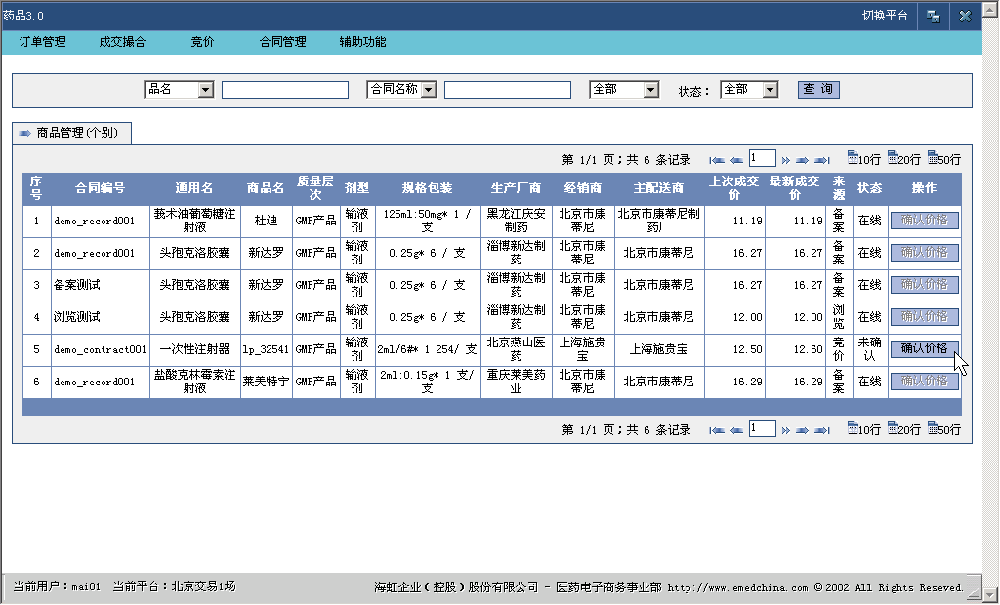 药品3.0 切换平台
订单管理 成交撮合 竞价 合同管理 辅助功能
品名 合同名称 全部 状态： 全部 查 询
商品管理(个别)
第 1/1 页；共 6 条记录 1 10行 20行 50行
序号 合同编号 通用名 商品名 质量层次 剂型 规格包装 生产厂商 经销商 主配送商 上次成交价 最新成交价 来源 状态 操作
1 demo_record001 莪术油葡萄糖注射液 杜迪 GMP产品 输液剂 125ml:50mg* 1 / 支 黑龙江庆安制药 北京市康蒂尼 北京市康蒂尼制药厂 11.19 11.19 备案 在线 确认价格
2 demo_record001 头孢克洛胶囊 新达罗 GMP产品 输液剂 0.25g* 6 / 支 淄博新达制药 北京市康蒂尼 北京市康蒂尼 16.27 16.27 备案 在线 确认价格
3 备案测试 头孢克洛胶囊 新达罗 GMP产品 输液剂 0.25g* 6 / 支 淄博新达制药 北京市康蒂尼 北京市康蒂尼 16.27 16.27 备案 在线 确认价格
4 浏览测试 头孢克洛胶囊 新达罗 GMP产品 输液剂 0.25g* 6 / 支 淄博新达制药 北京市康蒂尼 北京市康蒂尼 12.00 12.00 浏览 在线 确认价格
5 demo_contract001 一次性注射器 lp_32541 GMP产品 输液剂 2ml/6#* 1 254/ 支 北京燕山医药 上海施贵宝 上海施贵宝 12.50 12.60 竞价 未确认 确认价格
6 demo_record001 盐酸克林霉素注射液 莱美特宁 GMP产品 输液剂 2ml:0.15g* 1 支/支 重庆莱美药业 北京市康蒂尼 北京市康蒂尼 16.29 16.29 备案 在线 确认价格
第 1/1 页；共 6 条记录 1 10行 20行 50行
当前用户：mai01 当前平台：北京交易1场 海虹企业（控股）股份有限公司 - 医药电子商务事业部 http://www.emedchina.com ©2002 All Rights Reseved.